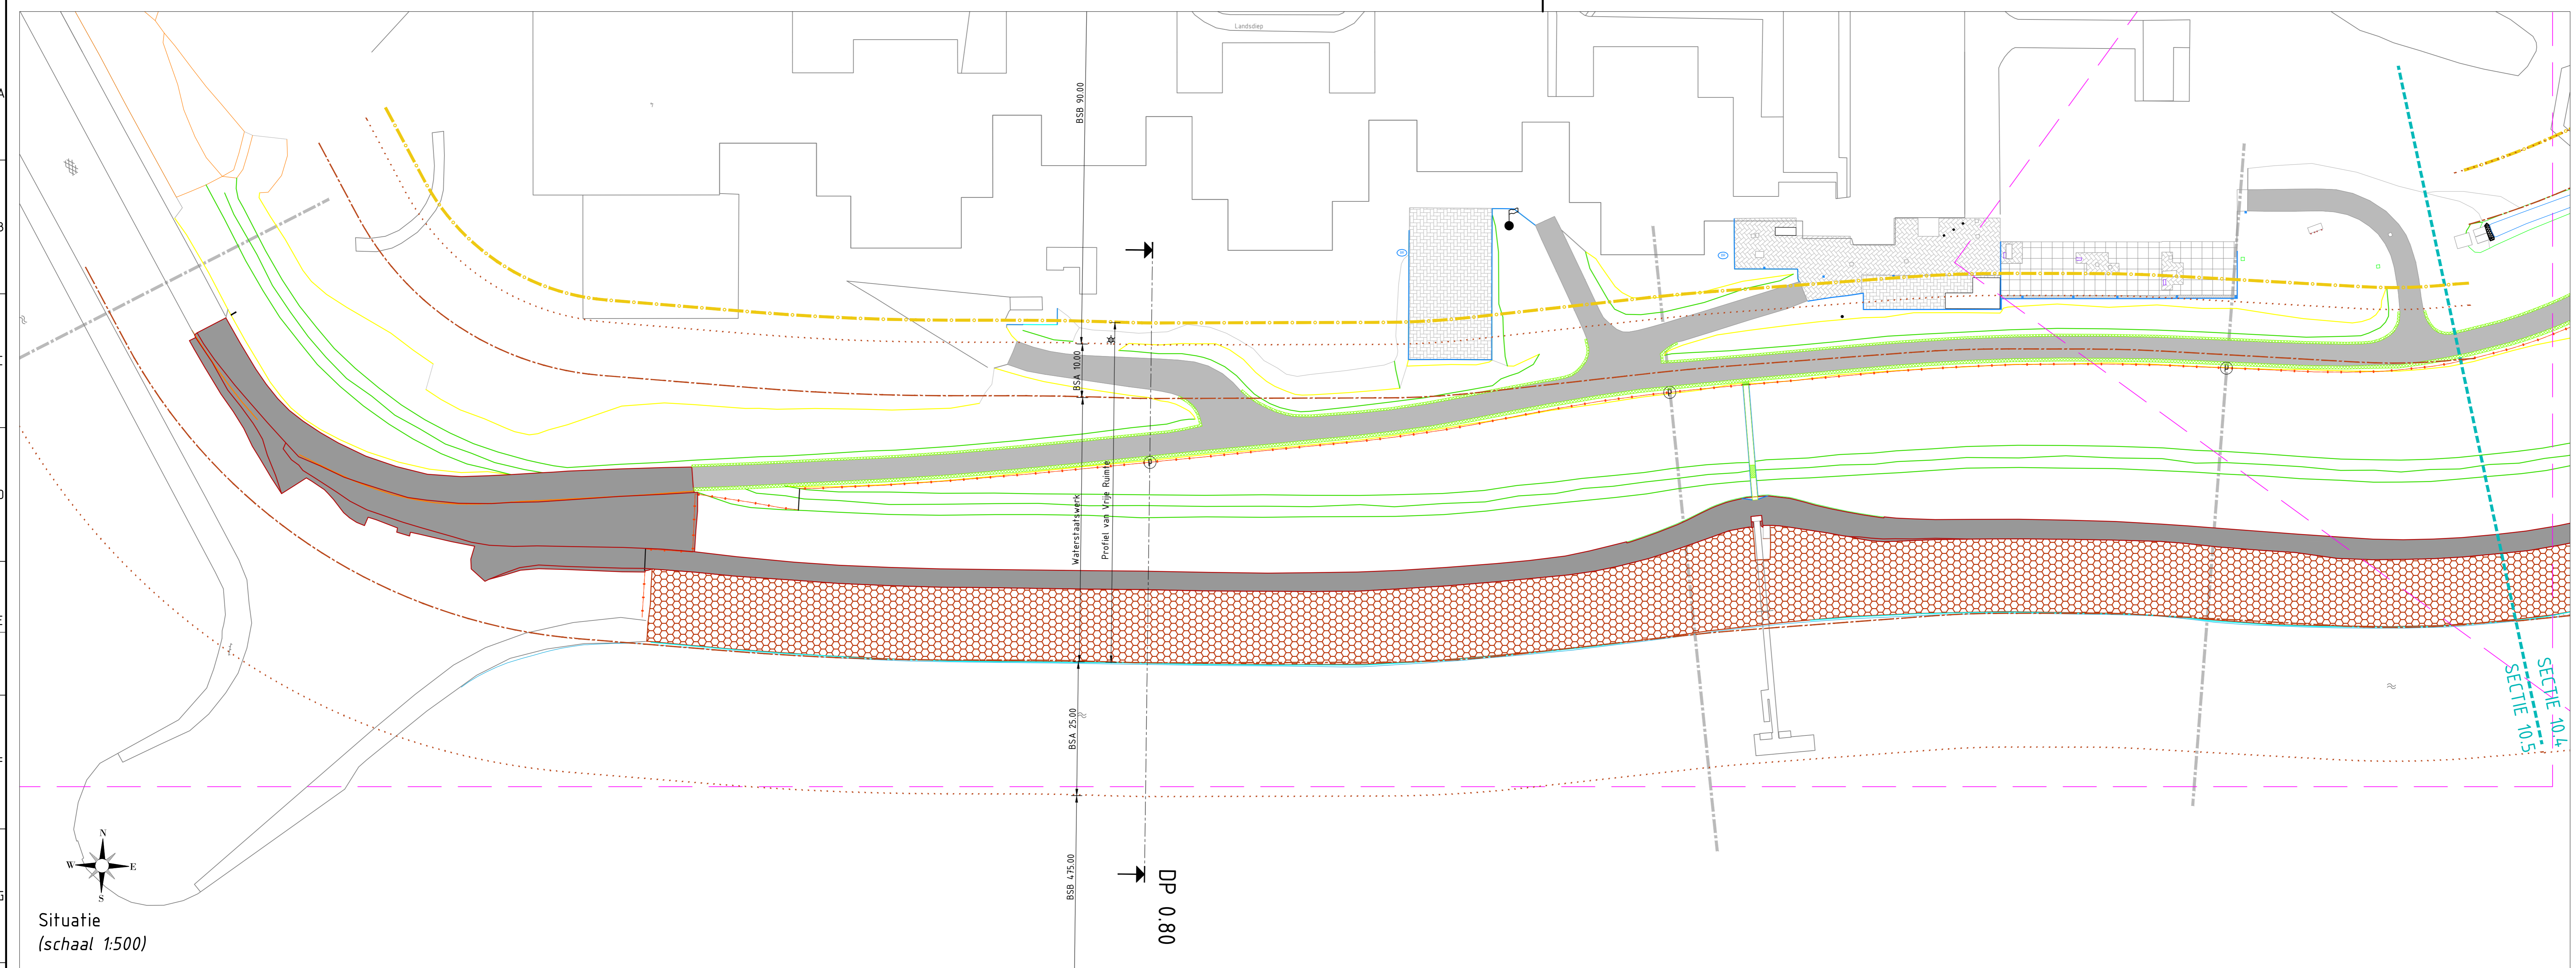 Landsdiep
A
BSB 90.00
B
BSA 10.00
D
Waterstaatswerk
Profiel van Vrije Ruimte
E
SECTIE 10.4
SECTIE 10.5
BSA 25.00
F
N
W
E
S
BSB 475.00
DP 0.80
G
Situatie
(schaal 1:500)